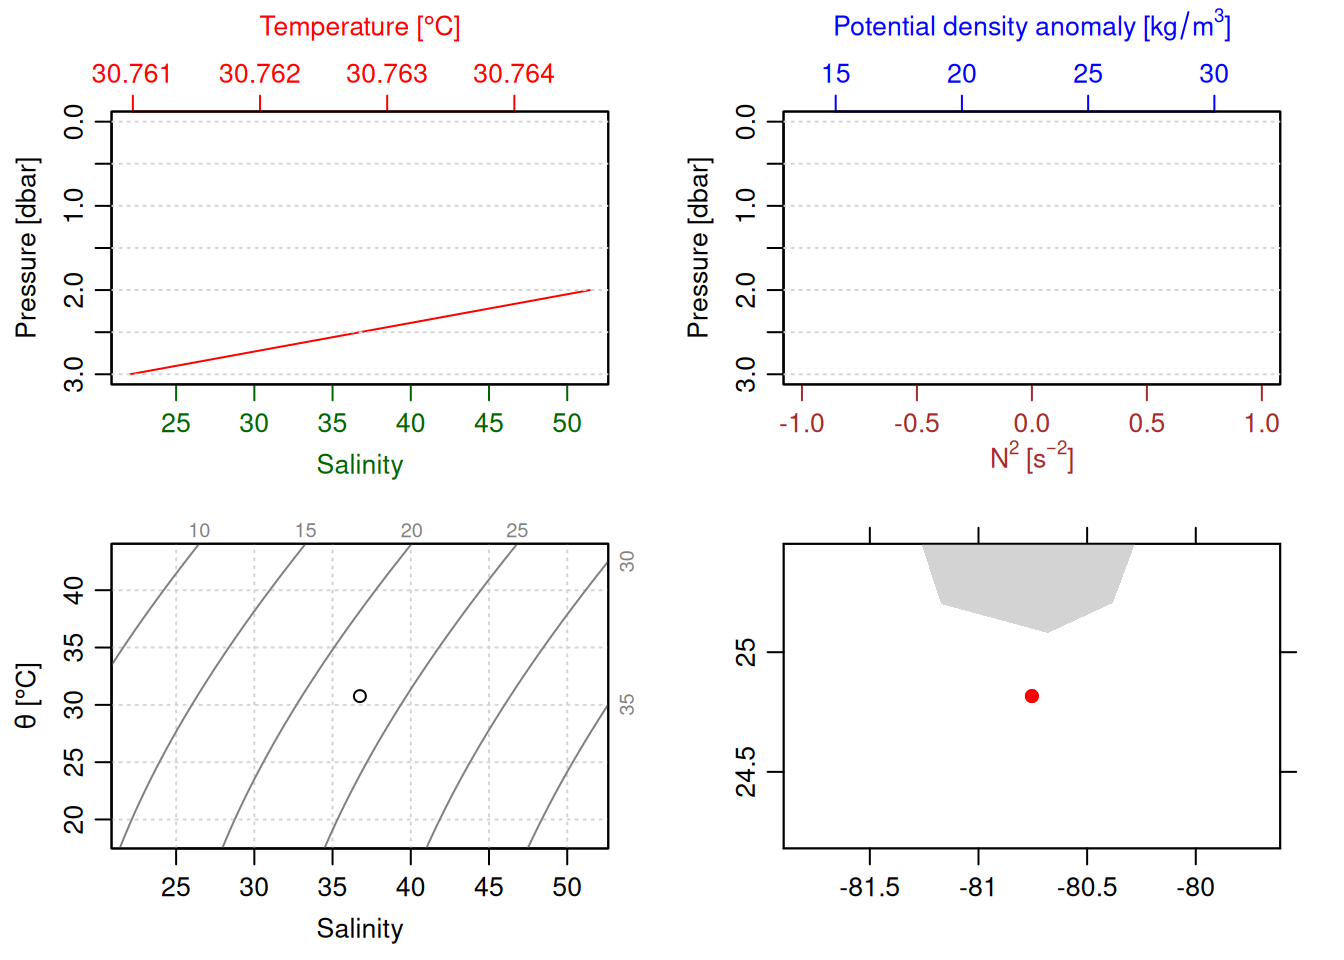 Temperature [°C]
30.761 30.762 30.763 30.764
Pressure [dbar]
0.0 1.0 2.0 3.0
25 30 35 40 45 50
Salinity
Potential density anomaly [kg/m³]
15 20 25 30
Pressure [dbar]
0.0 1.0 2.0 3.0
-1.0 -0.5 0.0 0.5 1.0
N² [s⁻²]
10 15 20 25
30
35
θ [°C]
40
35
30
25
20
25 30 35 40 45 50
Salinity
25
24.5
-81.5 -81 -80.5 -80